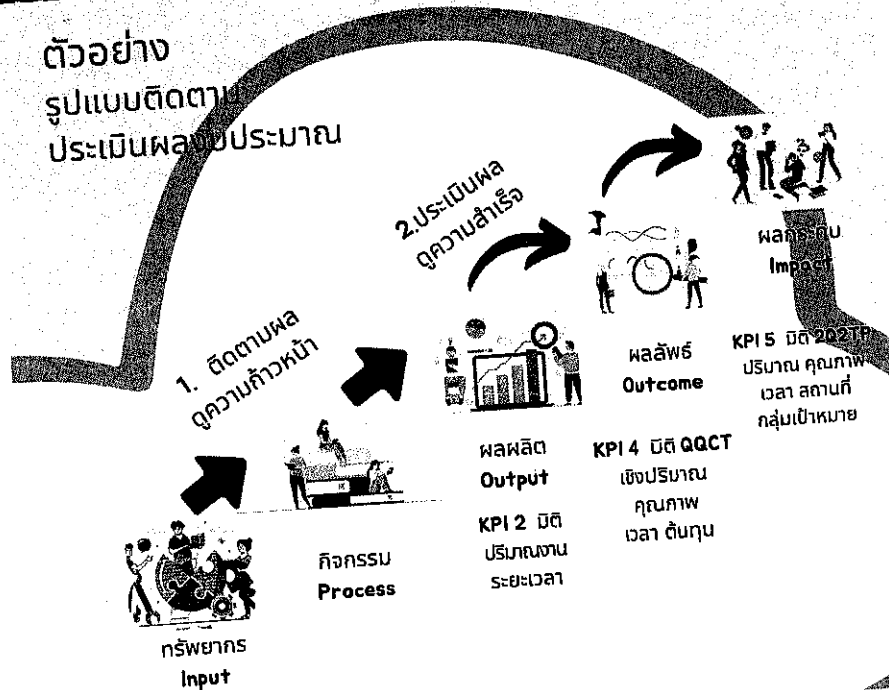 ตัวอย่าง
รูปแบบติดตาม
ประเมินผลงบประมาณ
1. ติดตามผล
ดูความก้าวหน้า
2.ประเมินผล
ดูความสำเร็จ
ทรัพยากร
Input
กิจกรรม
Process
ผลผลิต
Output
KPI 2 มิติ
ปริมาณงาน
ระยะเวลา
ผลลัพธ์
Outcome
KPI 4 มิติ QQCT
เชิงปริมาณ
คุณภาพ
เวลา ต้นทุน
ผลกระทบ
Impact
KPI 5 มิติ 2Q2TP
ปริมาณ คุณภาพ
เวลา สถานที่
กลุ่มเป้าหมาย